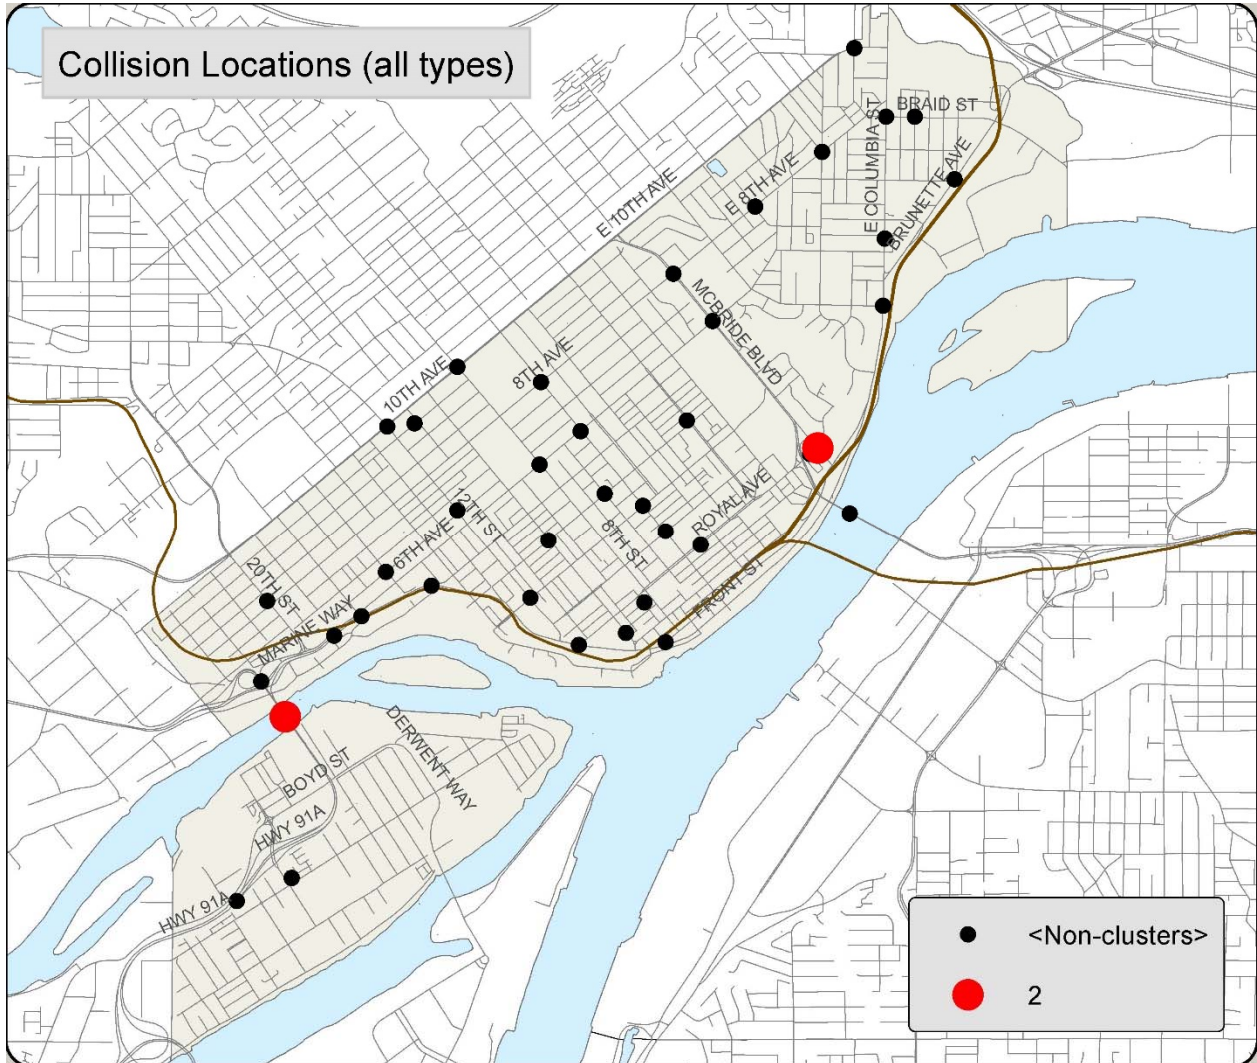 Collision Locations (all types)
BRAID ST
E COLUMBIA ST
E 8TH AVE
BRUNETTE AVE
E 10TH AVE
MCBRIDE BLVD
8TH AVE
10TH AVE
ROYAL AVE
12TH ST
8TH ST
6TH AVE
20TH ST
FRONT ST
MARINE WAY
DERWENT WAY
BOYD ST
HWY 91A
HWY 91A
<Non-clusters>
2